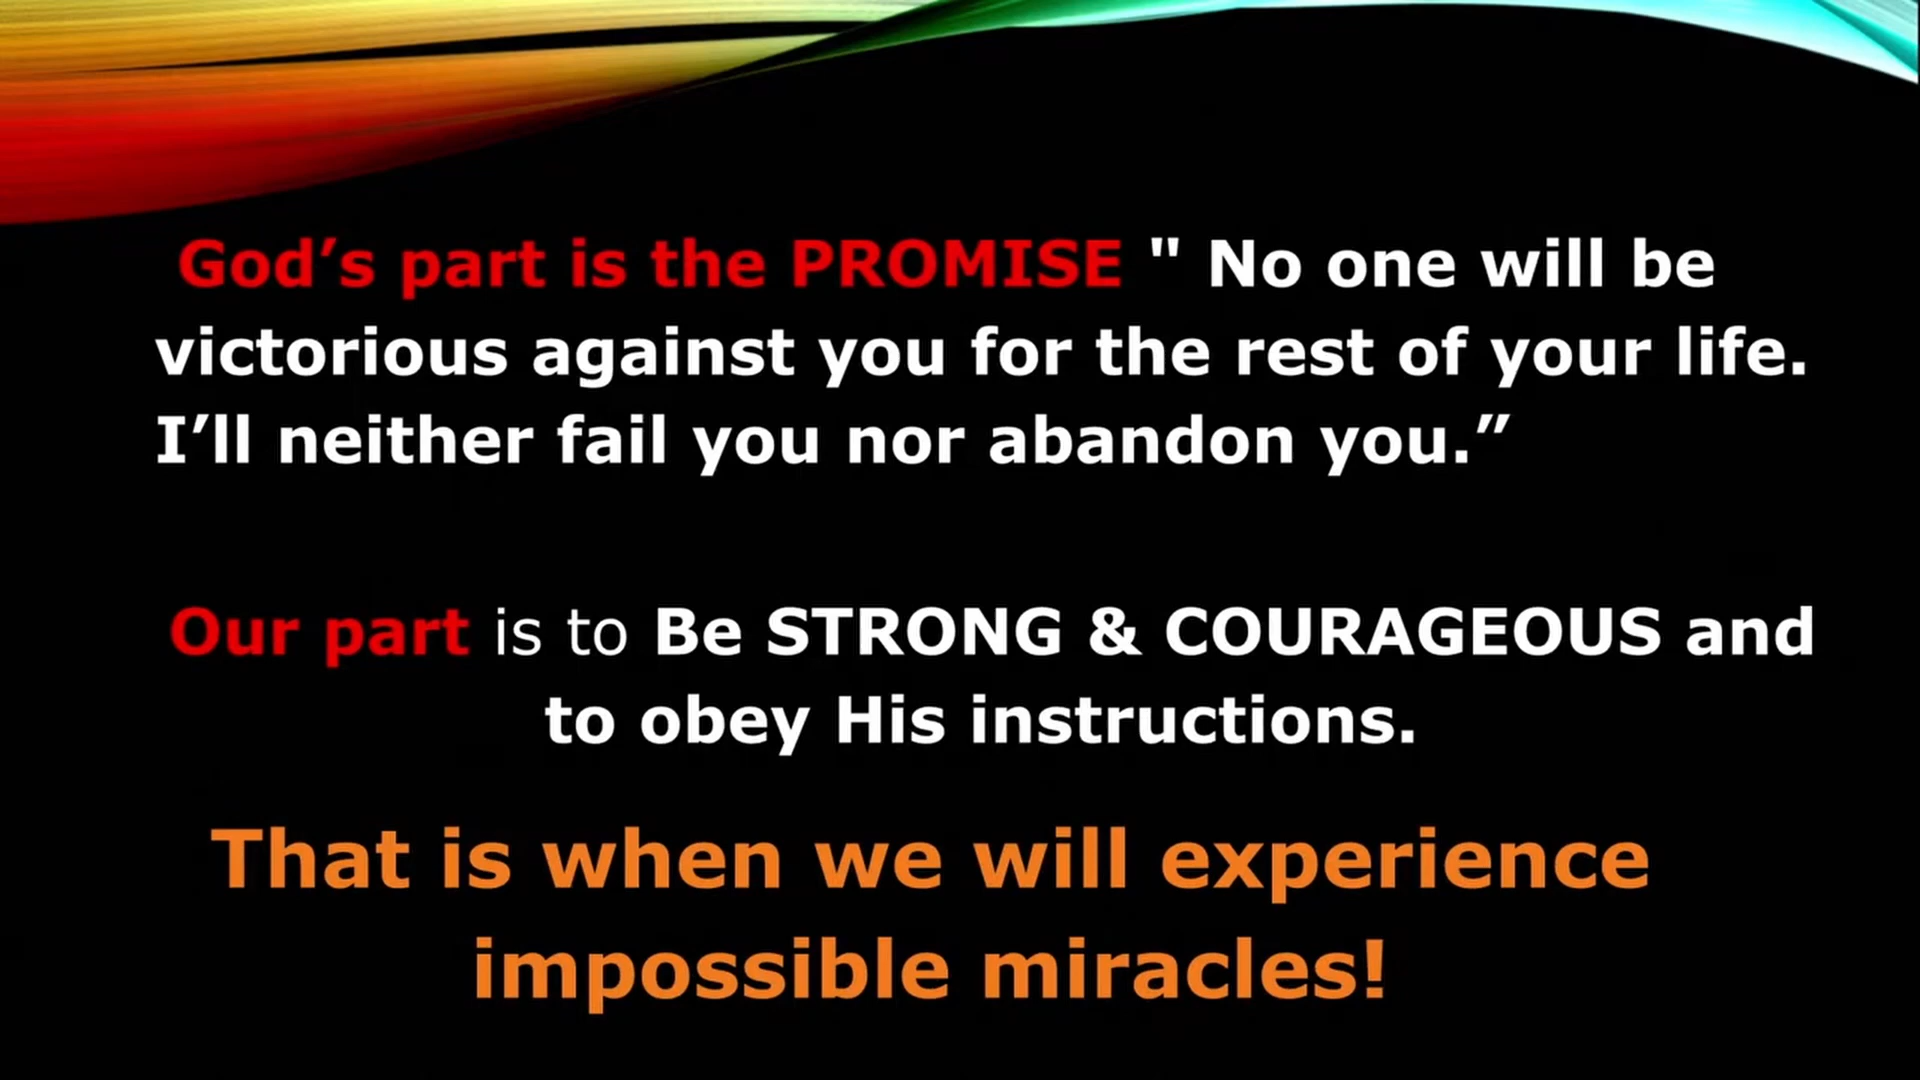 God’s part is the PROMISE " No one will be
victorious against you for the rest of your life.
I’ll neither fail you nor abandon you.”
Our part is to Be STRONG & COURAGEOUS and
to obey His instructions.
That is when we will experience
impossible miracles!